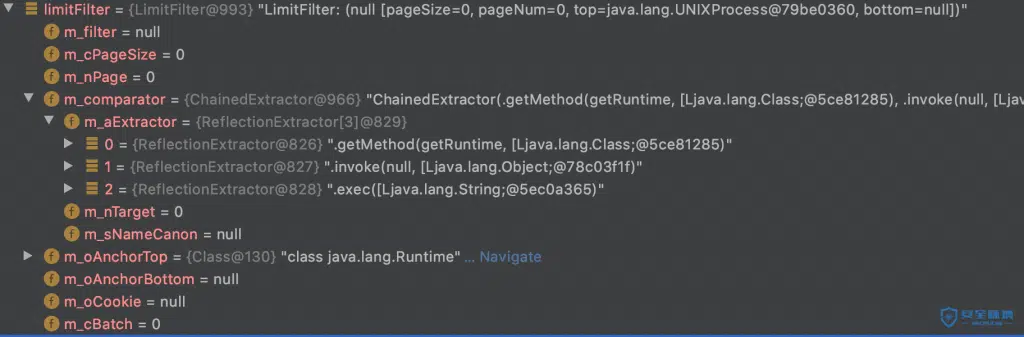 limitFilter = {LimitFilter@993} "LimitFilter: (null [pageSize=0, pageNum=0, top=java.lang.UNIXProcess@79be0360, bottom=null])"
f m_filter = null
f m_cPageSize = 0
f m_nPage = 0
f m_comparator = {ChainedExtractor@966} "ChainedExtractor(.getMethod(getRuntime, [Ljava.lang.Class;@5ce81285), .invoke(null, [Ljava
f m_aExtractor = {ReflectionExtractor[3]@829}
0 = {ReflectionExtractor@826} ".getMethod(getRuntime, [Ljava.lang.Class;@5ce81285)"
1 = {ReflectionExtractor@827} ".invoke(null, [Ljava.lang.Object;@78c03f1f)"
2 = {ReflectionExtractor@828} ".exec([Ljava.lang.String;@5ec0a365)"
f m_nTarget = 0
f m_sNameCanon = null
f m_oAnchorTop = {Class@130} "class java.lang.Runtime" ... Navigate
f m_oAnchorBottom = null
f m_oCookie = null
f m_cBatch = 0